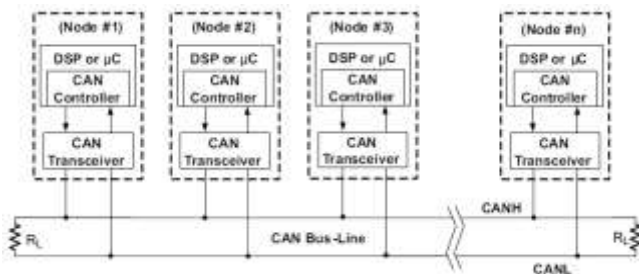 (Node #1) (Node #2) (Node #3) (Node #n)
DSP or µC DSP or µC DSP or µC DSP or µC
CAN CAN CAN CAN
Controller Controller Controller Controller
CAN CAN CAN CAN
Transceiver Transceiver Transceiver Transceiver
CANH
RL CAN Bus-Line RL
CANL